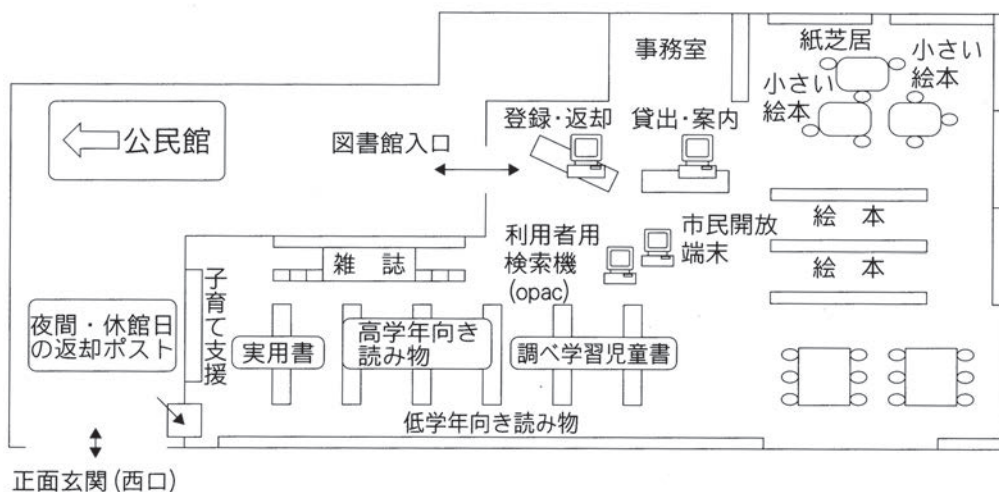 紙芝居
小さい
絵本
小さい
絵本
事務室
登録・返却
貸出・案内
公民館
図書館入口
絵　本
絵　本
市民開放
端末
利用者用
検索機
(opac)
雑　誌
子育て支援
夜間・休館日
の返却ポスト
実用書
高学年向き
読み物
調べ学習児童書
低学年向き読み物
正面玄関(西口)